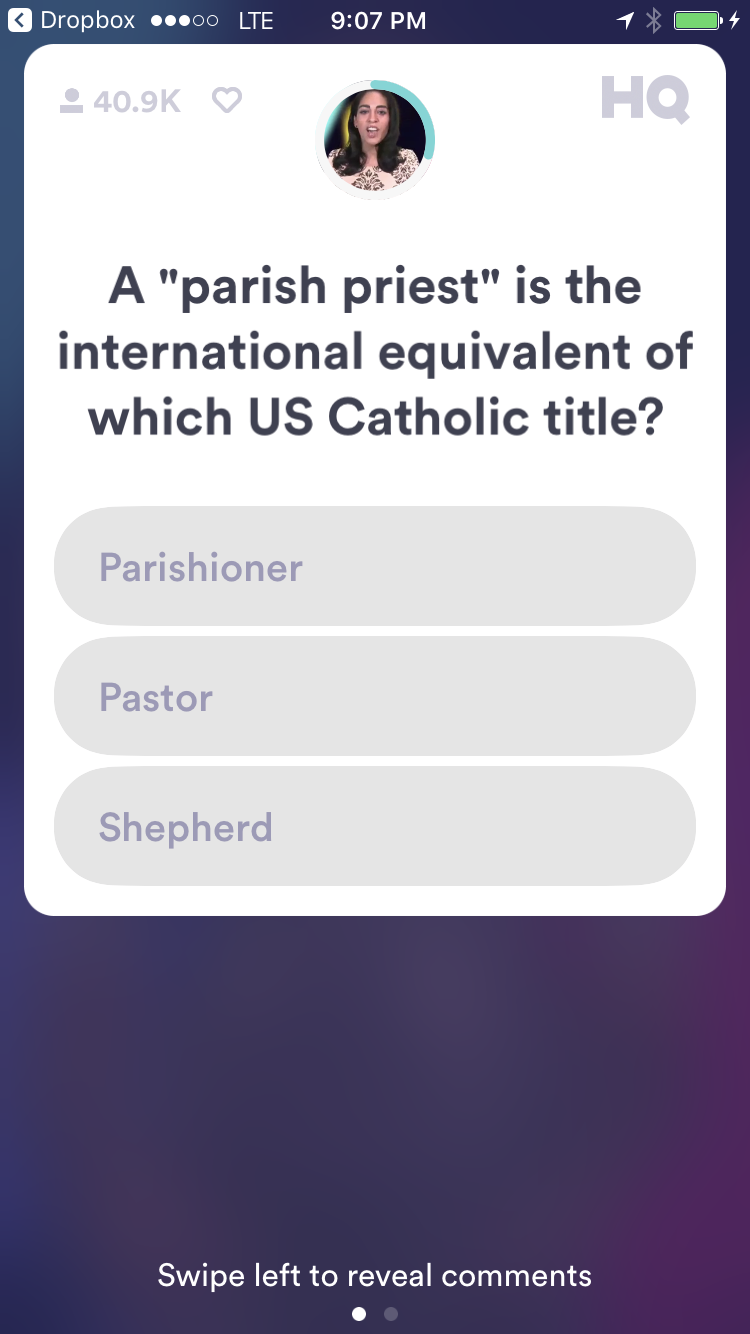 Dropbox LTE 9:07 PM
40.9K HQ
A "parish priest" is the
international equivalent of
which US Catholic title?
Parishioner
Pastor
Shepherd
Swipe left to reveal comments